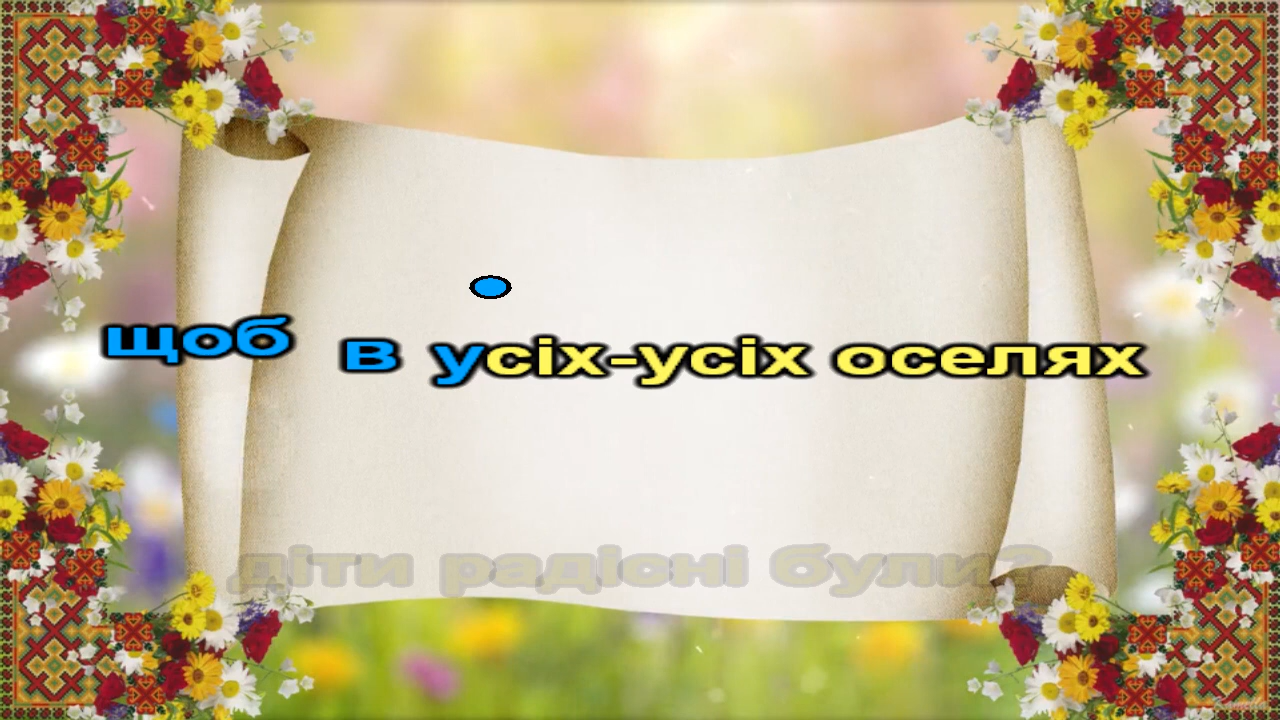 щоб в усіх-усіх оселях
діти радісні були?